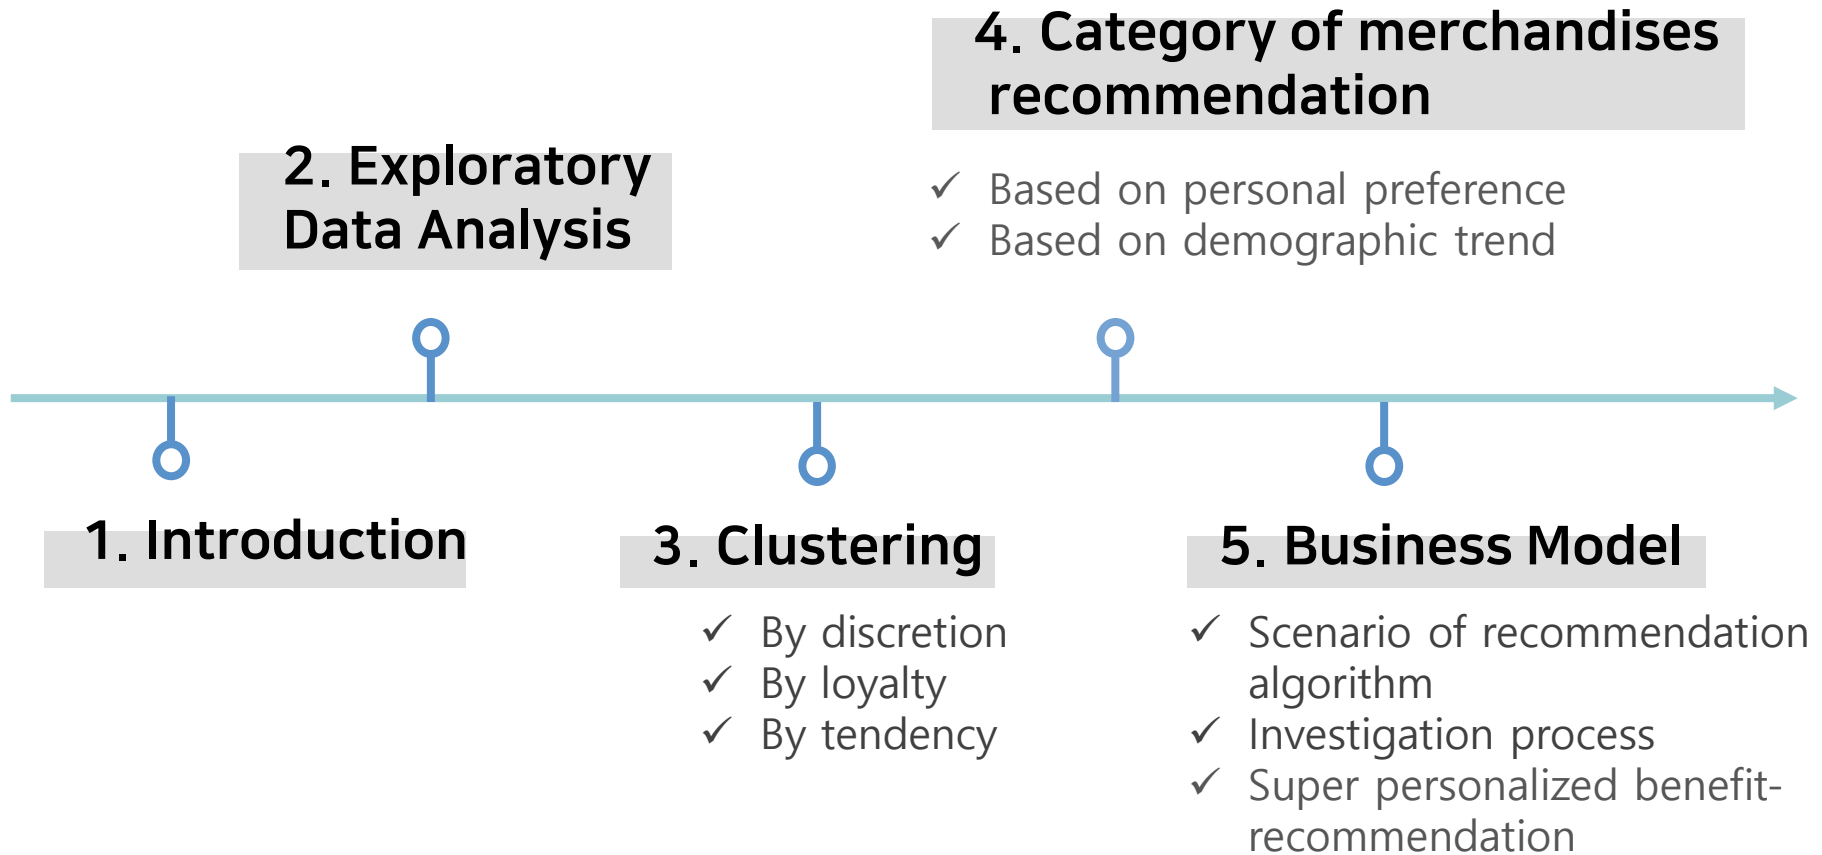 1. Introduction
2. Exploratory
Data Analysis
3. Clustering
✓ By discretion
✓ By loyalty
✓ By tendency
4. Category of merchandises
recommendation
✓ Based on personal preference
✓ Based on demographic trend
5. Business Model
✓ Scenario of recommendation
algorithm
✓ Investigation process
✓ Super personalized benefit-
recommendation